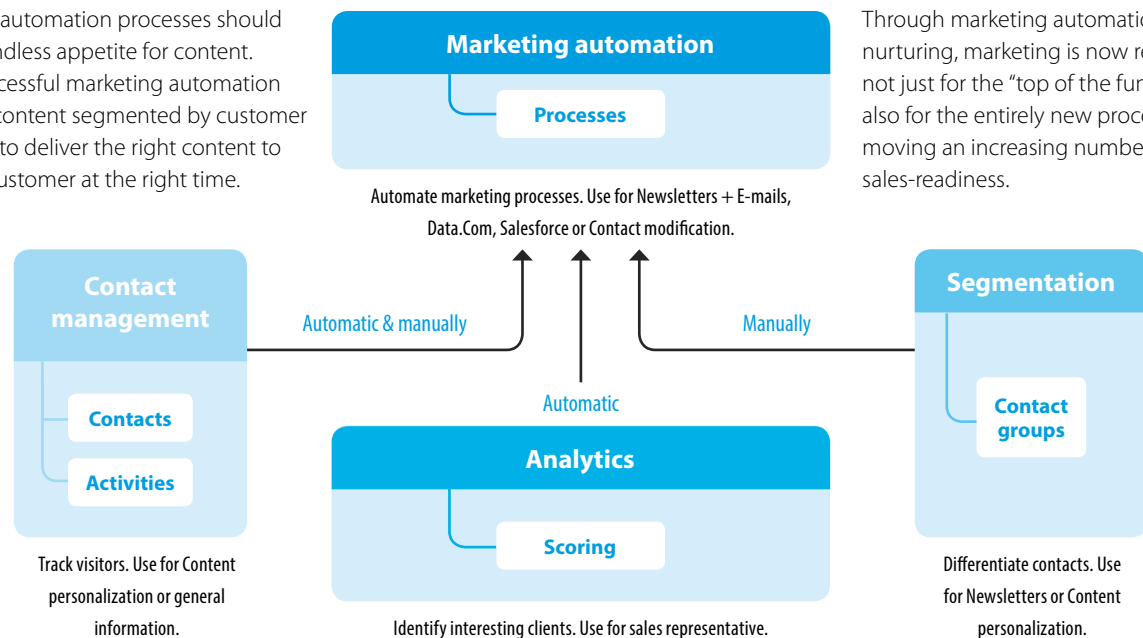 automation processes should
ndless appetite for content.
cessful marketing automation
content segmented by customer
to deliver the right content to
ustomer at the right time.
Marketing automation
Processes
Automate marketing processes. Use for Newsletters + E-mails,
Data.Com, Salesforce or Contact modification.
Through marketing automatio
nurturing, marketing is now re
not just for the “top of the fun
also for the entirely new proce
moving an increasing numbe
sales-readiness.
Contact
management
Contacts
Activities
Track visitors. Use for Content
personalization or general
information.
Automatic & manually
Automatic
Manually
Analytics
Scoring
Identify interesting clients. Use for sales representative.
Segmentation
Contact
groups
Differentiate contacts. Use
for Newsletters or Content
personalization.